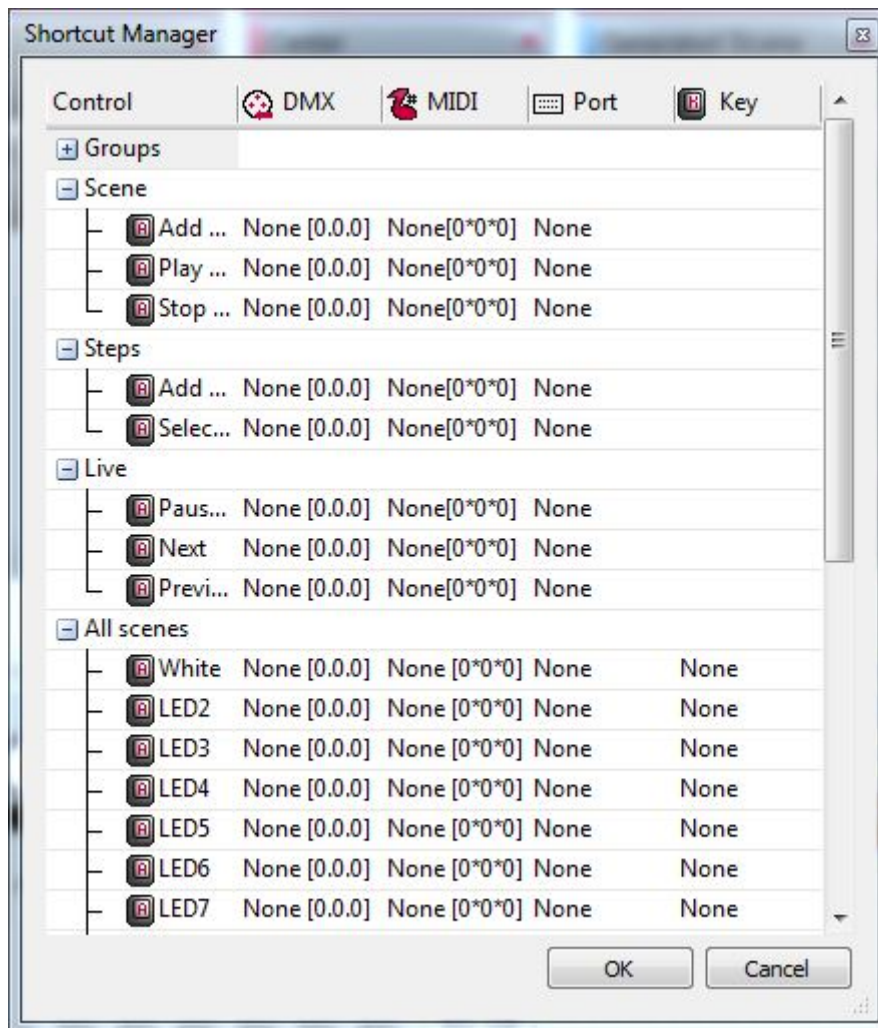 Shortcut Manager
Control DMX MIDI Port Key
Groups
Scene
Add ... None [0.0.0] None[0*0*0] None
Play ... None [0.0.0] None[0*0*0] None
Stop ... None [0.0.0] None[0*0*0] None
Steps
Add ... None [0.0.0] None[0*0*0] None
Selec... None [0.0.0] None[0*0*0] None
Live
Paus... None [0.0.0] None[0*0*0] None
Next None [0.0.0] None[0*0*0] None
Previ... None [0.0.0] None[0*0*0] None
All scenes
White None [0.0.0] None [0*0*0] None None
LED2 None [0.0.0] None [0*0*0] None None
LED3 None [0.0.0] None [0*0*0] None None
LED4 None [0.0.0] None [0*0*0] None None
LED5 None [0.0.0] None [0*0*0] None None
LED6 None [0.0.0] None [0*0*0] None None
LED7 None [0.0.0] None [0*0*0] None None
OK Cancel